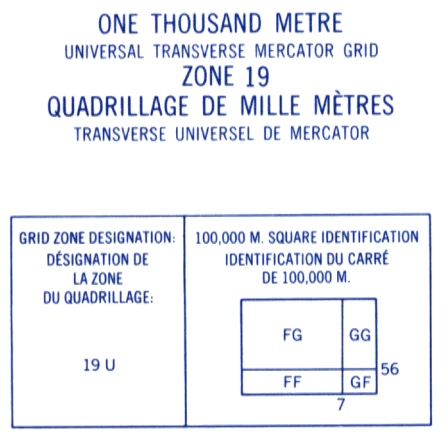 ONE THOUSAND METRE
UNIVERSAL TRANSVERSE MERCATOR GRID
ZONE 19
QUADRILLAGE DE MILLE MÈTRES
TRANSVERSE UNIVERSEL DE MERCATOR
GRID ZONE DESIGNATION:
DÉSIGNATION DE
LA ZONE
DU QUADRILLAGE:
19 U
100,000 M. SQUARE IDENTIFICATION
IDENTIFICATION DU CARRÉ
DE 100,000 M.
FG GG
56
FF GF
7